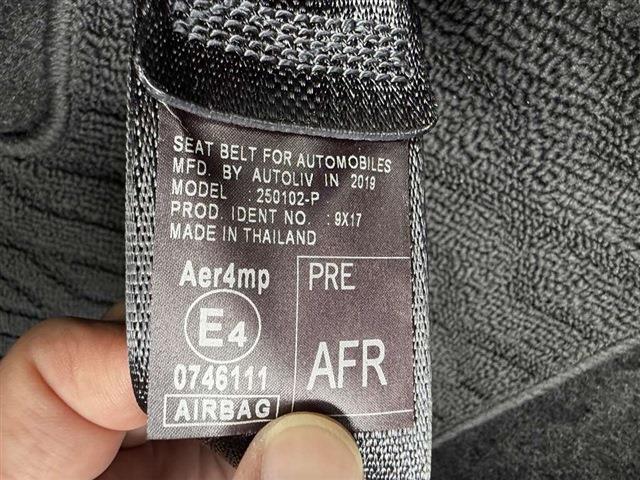 SEAT BELT FOR AUTOMOBILES
MFD. BY AUTOLIV IN 2019
MODEL : 250102-P
PROD. IDENT NO. : 9X17
MADE IN THAILAND
Aer4mp
E4
0746111
AIRBAG
PRE
AFR